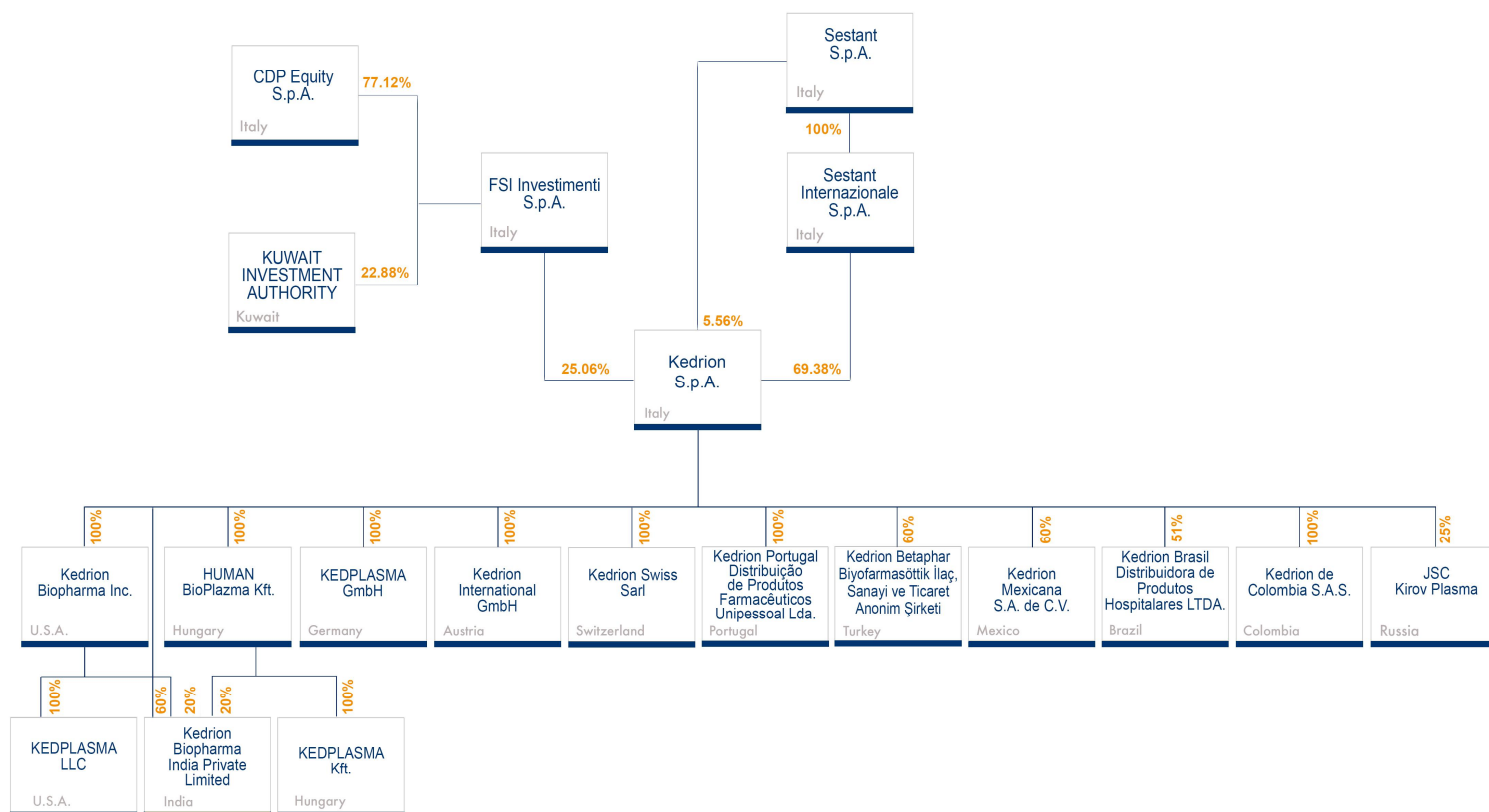 Sestant
S.p.A.
Italy
CDP Equity
S.p.A.
Italy
77.12%
100%
FSI Investimenti
S.p.A.
Italy
Sestant
Internazionale
S.p.A.
Italy
KUWAIT
INVESTMENT
AUTHORITY
Kuwait
22.88%
5.56%
25.06%
Kedrion
S.p.A.
Italy
69.38%
100%
100%
100%
100%
100%
100%
60%
60%
51%
100%
25%
Kedrion
Biopharma Inc.
U.S.A.
HUMAN
BioPlazma Kft.
Hungary
KEDPLASMA
GmbH
Germany
Kedrion
International
GmbH
Austria
Kedrion Swiss
Sarl
Switzerland
Kedrion Portugal
Distribuição
de Produtos
Farmacêuticos
Unipessoal Lda.
Portugal
Kedrion Betaphar
Biyofarmasöttik İlaç,
Sanayi ve Ticaret
Anonim Şirketi
Turkey
Kedrion
Mexicana
S.A. de C.V.
Mexico
Kedrion Brasil
Distribuidora de
Produtos
Hospitalares LTDA.
Brazil
Kedrion de
Colombia S.A.S.
Colombia
JSC
Kirov Plasma
Russia
100%
60%
20%
20%
100%
KEDPLASMA
LLC
U.S.A.
Kedrion
Biopharma
India Private
Limited
India
KEDPLASMA
Kft.
Hungary